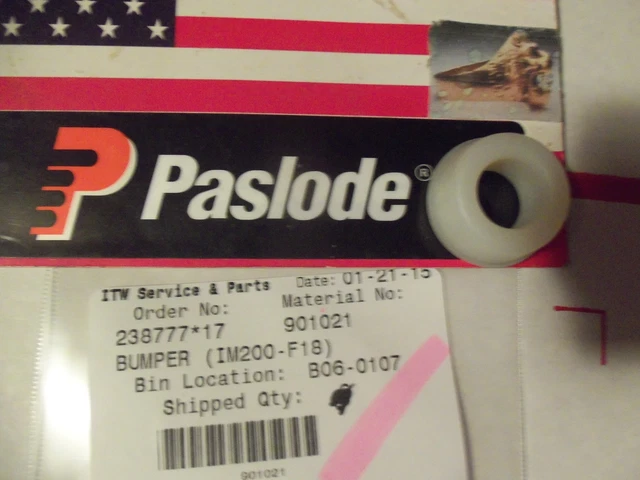 Paslode®
ITW Service & Parts Date: 01-21-15
Order No: Material No:
238777*17 901021
BUMPER (IM200-F18)
Bin Location: B06-0107
Shipped Qty:
901021